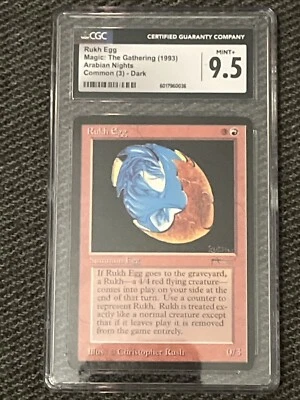 CGC
CERTIFIED GUARANTY COMPANY
Rukh Egg
Magic: The Gathering (1993)
Arabian Nights
Common (3) - Dark
MINT+
9.5
6017960038
Rukh Egg
1
Summon Egg
If Rukh Egg goes to the graveyard,
a Rukh— a 4/4 red flying creature—
comes into play on your side at the
end of that turn. Use a counter to
represent Rukh. Rukh is treated ex-
actly like a normal creature except
that if it leaves play it is removed
from the game entirely.
Illus. © Christopher Rush
0/3